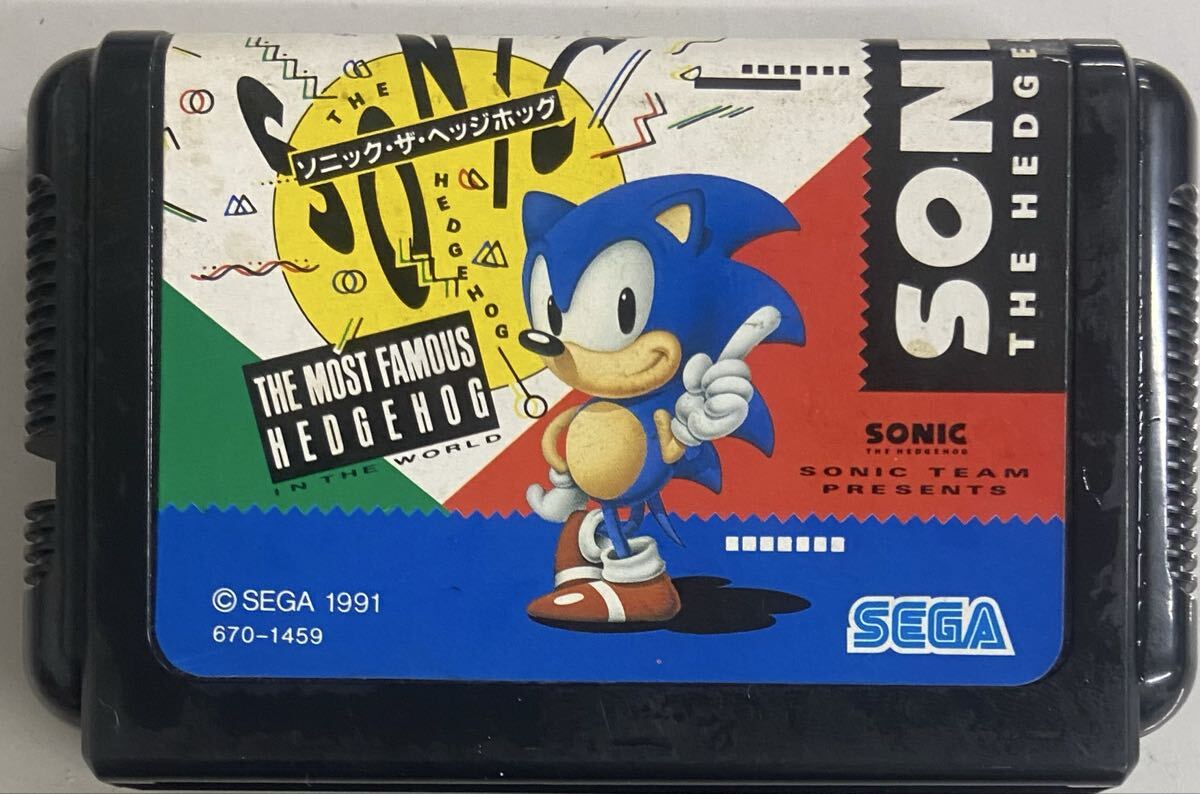 THE
SONIC
ソニック・ザ・ヘッジホッグ
HEDGEHOG
THE MOST FAMOUS
HEDGEHOG
IN THE WORLD
SON
THE HEDGE
SONIC
THE HEDGEHOG
SONIC TEAM
PRESENTS
© SEGA 1991
670-1459
SEGA